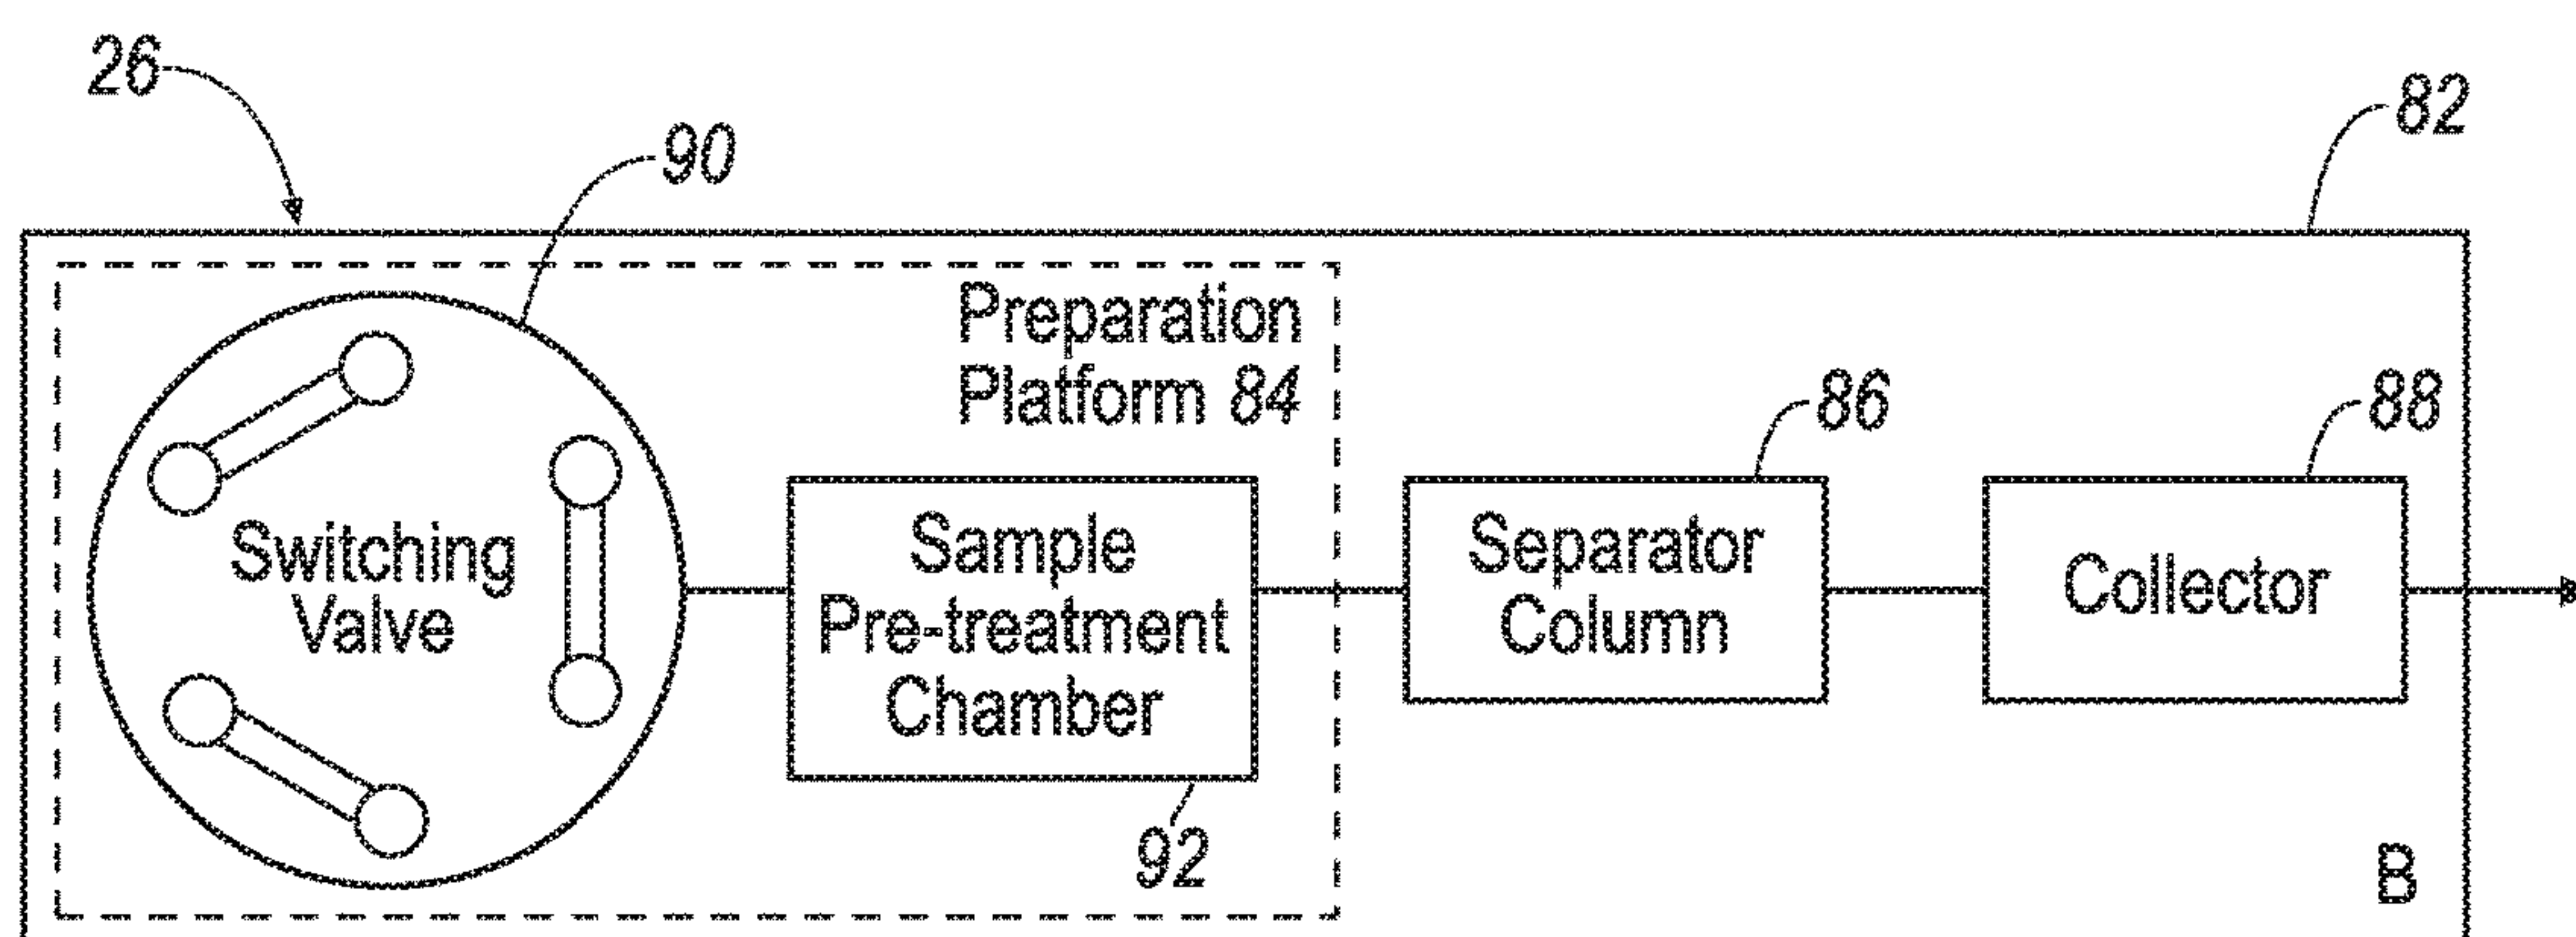 26
82
90
Preparation
Platform 84
86
88
Switching
Valve
Sample
Pre-treatment
Chamber
Separator
Column
Collector
92
B